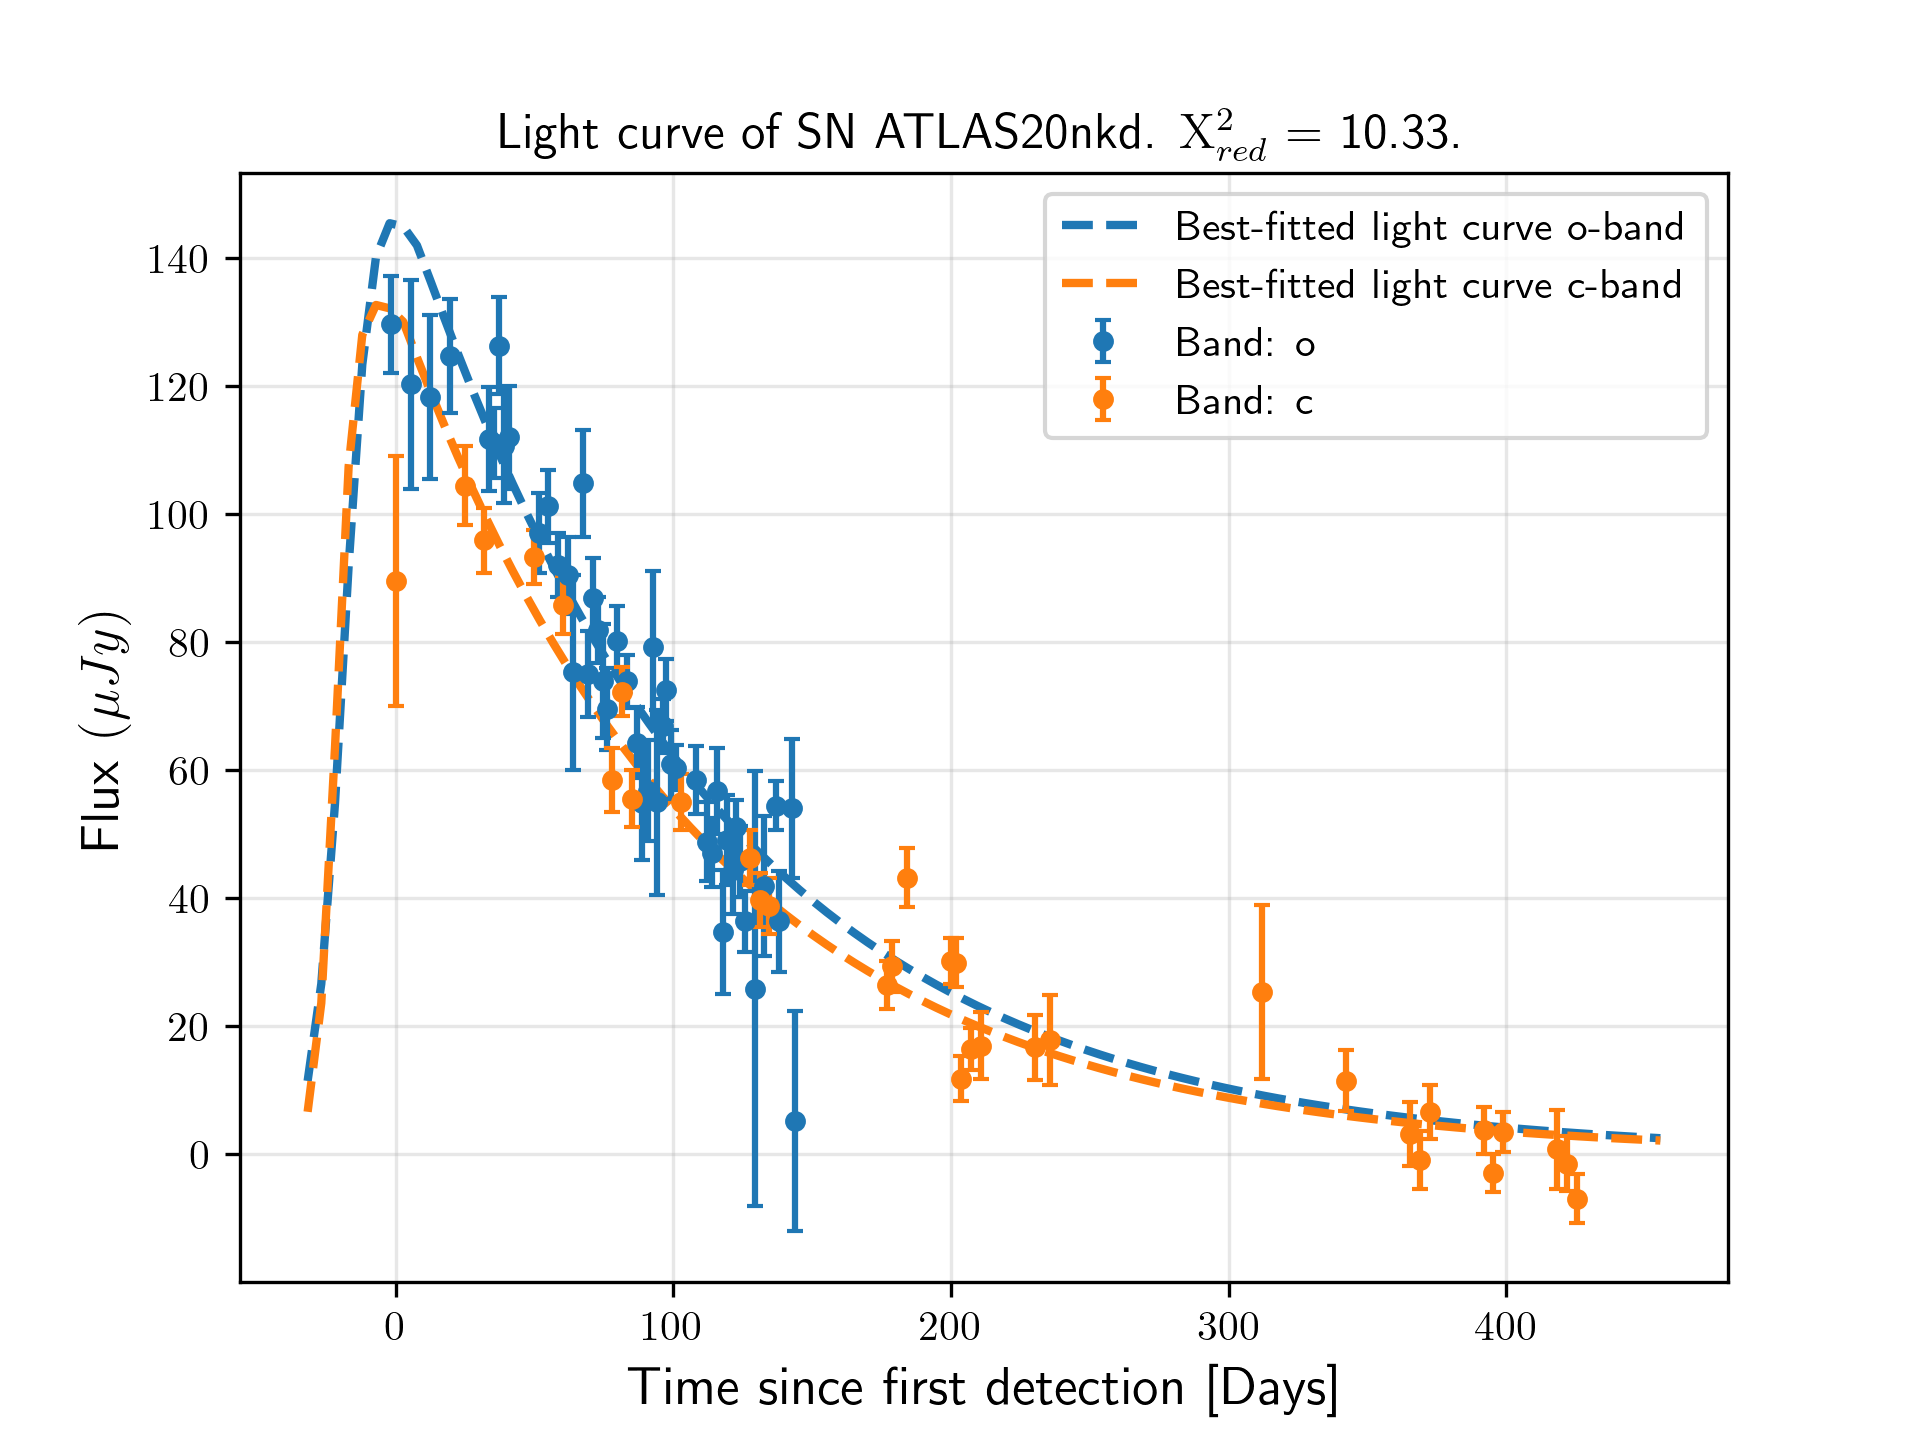 Light curve of SN ATLAS20nkd. X²_red = 10.33.
Best-fitted light curve o-band
Best-fitted light curve c-band
Band: o
Band: c
Flux (μJy)
140
120
100
80
60
40
20
0
0 100 200 300 400
Time since first detection [Days]